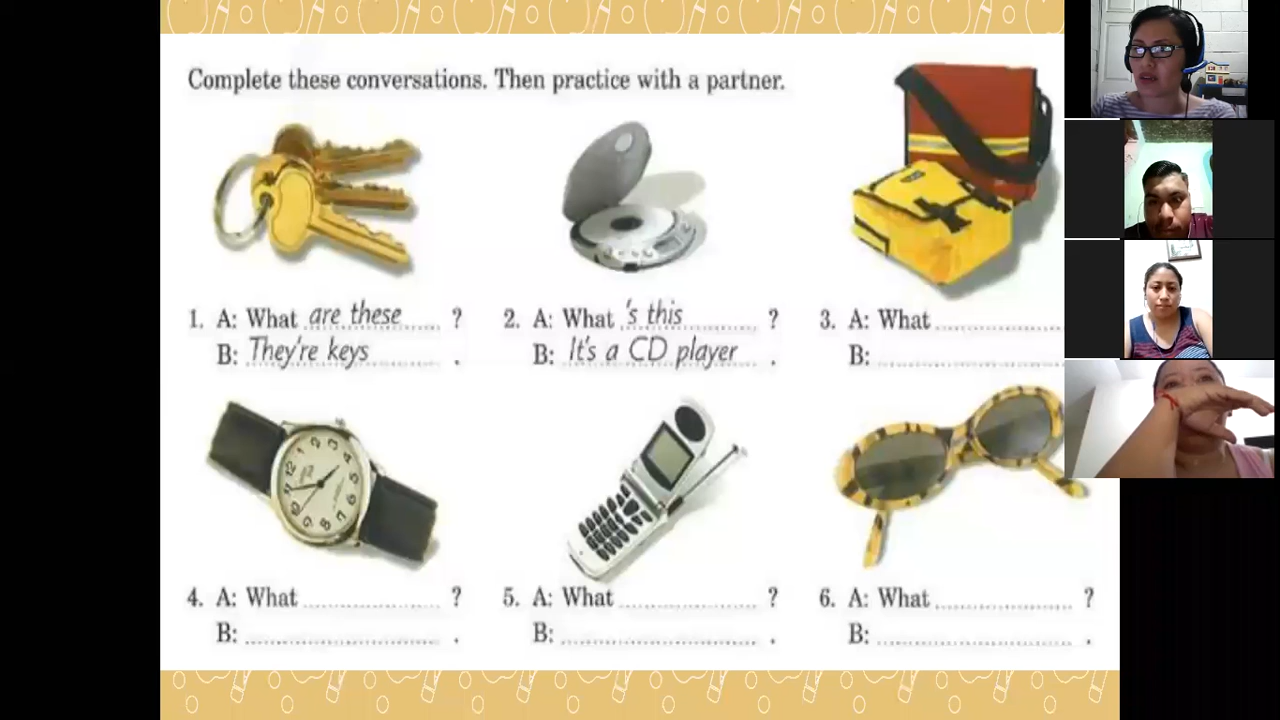 Complete these conversations. Then practice with a partner.
1. A: What are these ?
B: They're keys .
2. A: What 's this ?
B: It's a CD player .
3. A: What
B:
4. A: What ?
B: .
5. A: What ?
B: .
6. A: What ?
B: .